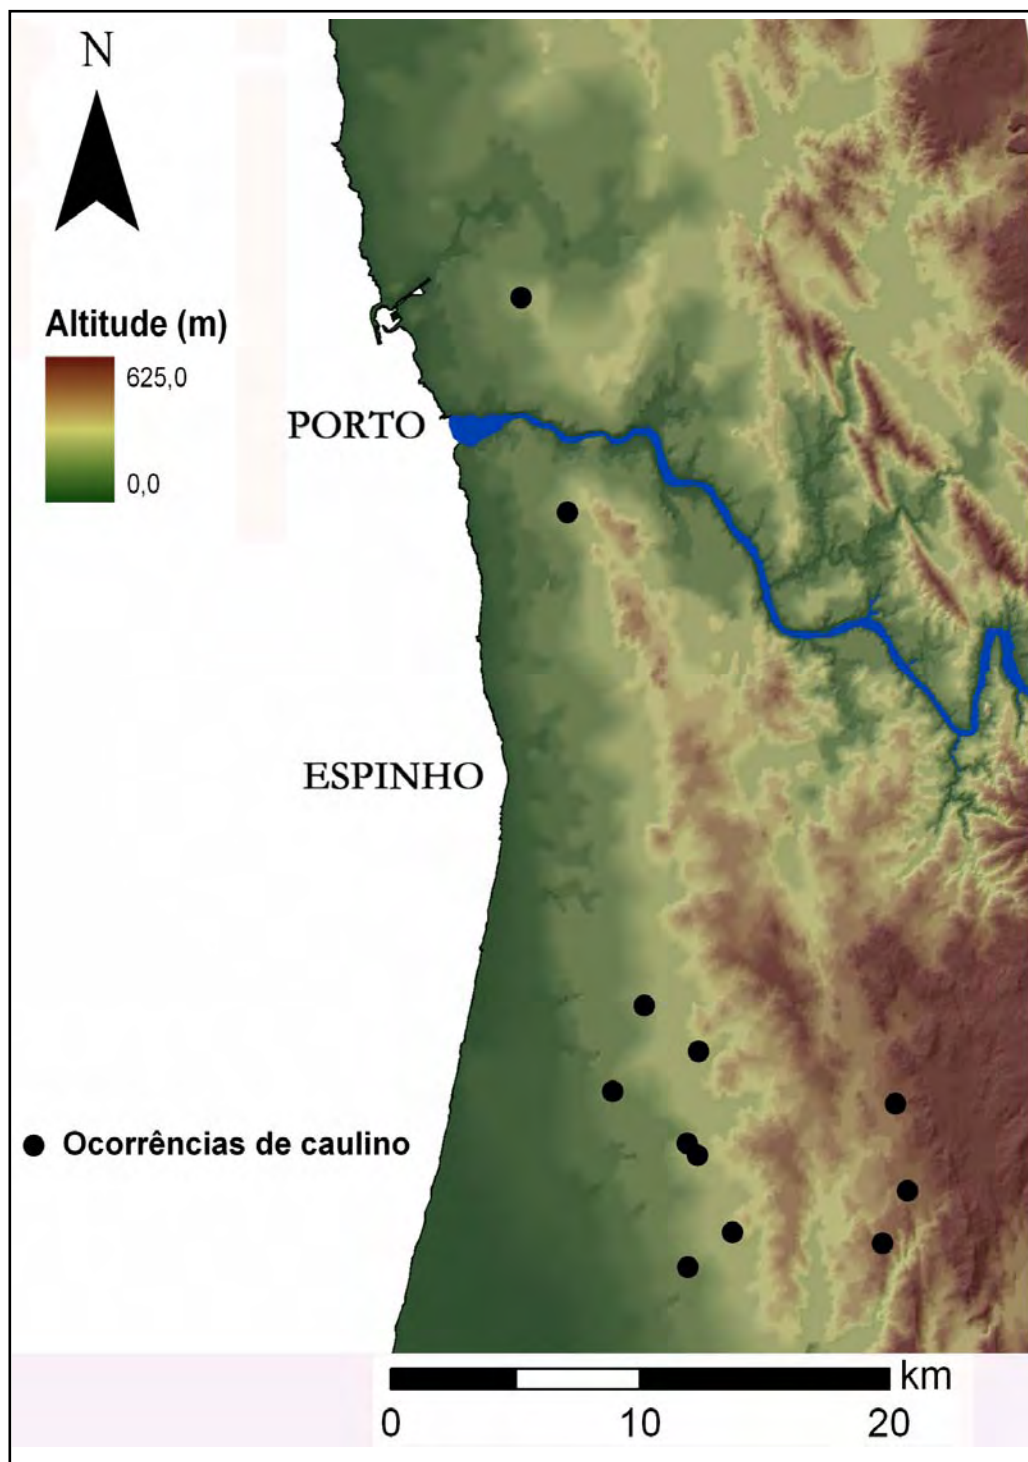 N
Altitude (m)
625,0
0,0
PORTO
ESPINHO
Ocorrências de caulino
km
0 10 20